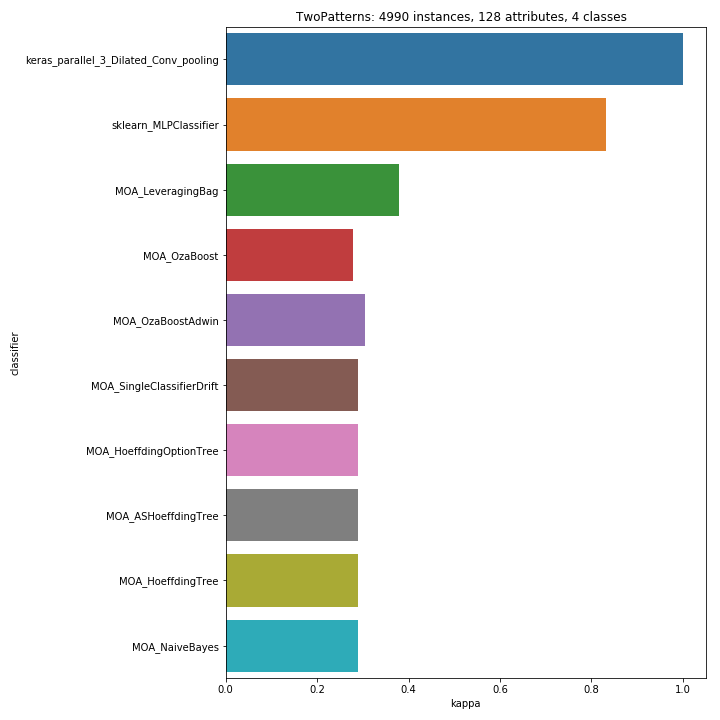 TwoPatterns: 4990 instances, 128 attributes, 4 classes
keras_parallel_3_Dilated_Conv_pooling
sklearn_MLPClassifier
MOA_LeveragingBag
MOA_OzaBoost
MOA_OzaBoostAdwin
classifier
MOA_SingleClassifierDrift
MOA_HoeffdingOptionTree
MOA_ASHoeffdingTree
MOA_HoeffdingTree
MOA_NaiveBayes
0.0 0.2 0.4 0.6 0.8 1.0
kappa